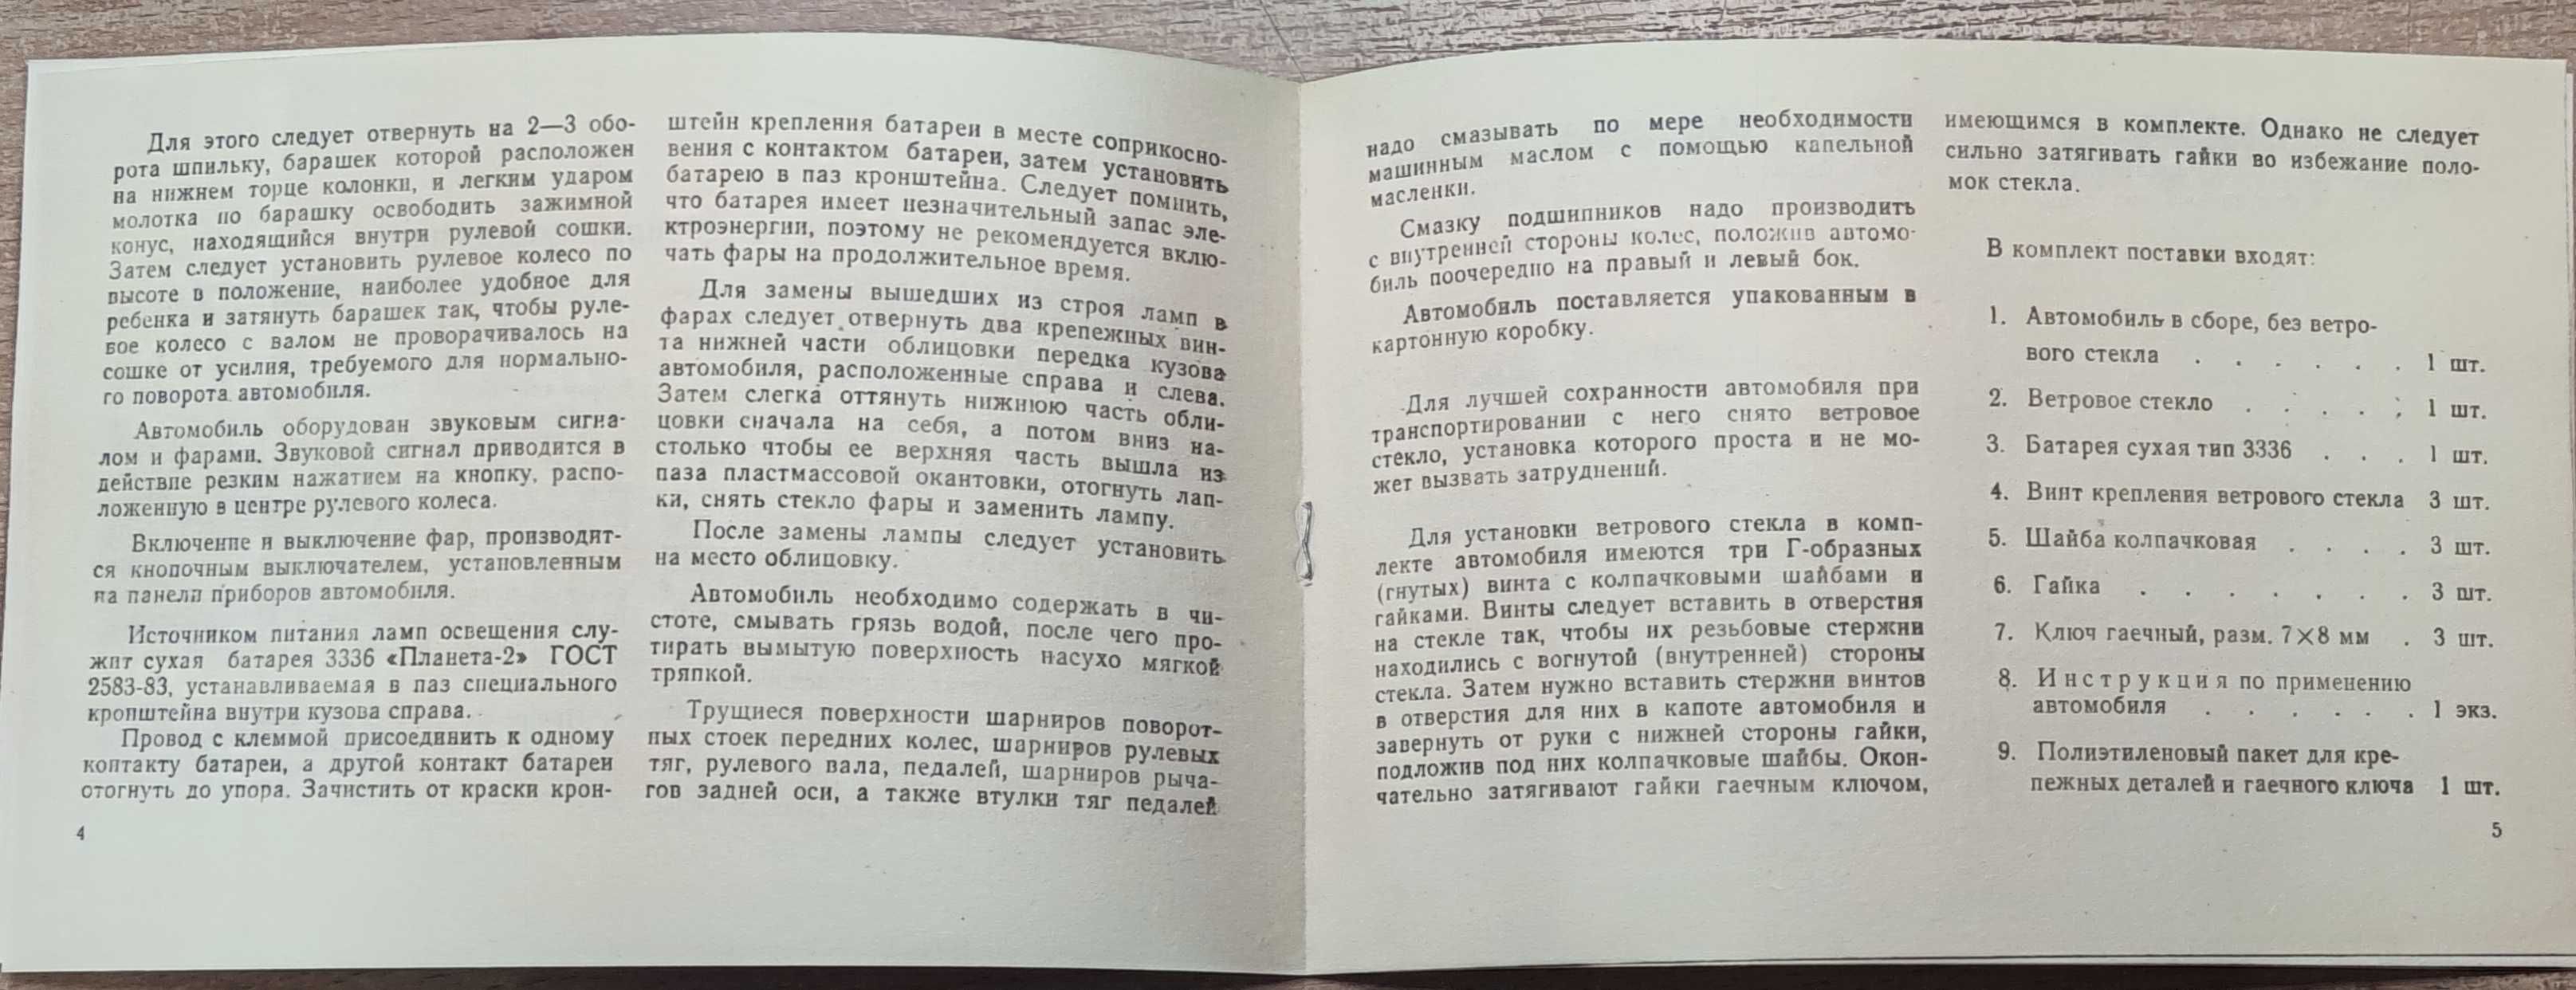 Для этого следует отвернуть на 2—3 обо-
рота шпильку, барашек которой расположен
на нижнем торце колонки, и легким ударом
молотка по барашку освободить зажимной
конус, находящийся внутри рулевой сошки.
Затем следует установить рулевое колесо по
высоте в положение, наиболее удобное для
ребенка и затянуть барашек так, чтобы руле-
вое колесо с валом не проворачивалось на
сошке от усилия, требуемого для нормально-
го поворота автомобиля.
Автомобиль оборудован звуковым сигна-
лом и фарами. Звуковой сигнал приводится в
действие резким нажатием на кнопку, распо-
ложенную в центре рулевого колеса.
Включение и выключение фар, производит-
ся кнопочным выключателем, установленным
на панели приборов автомобиля.
Источником питания ламп освещения слу-
жит сухая батарея 3336 «Планета-2» ГОСТ
2583-83, устанавливаемая в паз специального
кронштейна внутри кузова справа.
Провод с клеммой присоединить к одному
контакту батареи, а другой контакт батареи
отогнуть до упора. Зачистить от краски крон-
4
штейн крепления батареи в месте соприкосно-
вения с контактом батареи, затем установить
батарею в паз кронштейна. Следует помнить,
что батарея имеет незначительный запас эле-
ктроэнергии, поэтому не рекомендуется вклю-
чать фары на продолжительное время.
Для замены вышедших из строя ламп в
фарах следует отвернуть два крепежных вин-
та нижней части облицовки передка кузова
автомобиля, расположенные справа и слева.
Затем слегка оттянуть нижнюю часть обли-
цовки сначала на себя, а потом вниз на-
столько чтобы ее верхняя часть вышла из
паза пластмассовой окантовки, отогнуть лап-
ки, снять стекло фары и заменить лампу.
После замены лампы следует установить
на место облицовку.
Автомобиль необходимо содержать в чи-
стоте, смывать грязь водой, после чего про-
тирать вымытую поверхность насухо мягкой
тряпкой.
Трущиеся поверхности шарниров поворот-
ных стоек передних колес, шарниров рулевых
тяг, рулевого вала, педалей, шарниров рыча-
гов задней оси, а также втулки тяг педалей
надо смазывать по мере необходимости
машинным маслом с помощью капельной
масленки.
Смазку подшипников надо производить
с внутренней стороны колес, положив автомо-
биль поочередно на правый и левый бок.
Автомобиль поставляется упакованным в
картонную коробку.
Для лучшей сохранности автомобиля при
транспортировании с него снято ветровое
стекло, установка которого проста и не мо-
жет вызвать затруднений.
Для установки ветрового стекла в комп-
лекте автомобиля имеются три Г-образных
(гнутых) винта с колпачковыми шайбами и
гайками. Винты следует вставить в отверстия
на стекле так, чтобы их резьбовые стержни
находились с вогнутой (внутренней) стороны
стекла. Затем нужно вставить стержни винтов
в отверстия для них в капоте автомобиля и
завернуть от руки с нижней стороны гайки,
подложив под них колпачковые шайбы. Окон-
чательно затягивают гайки гаечным ключом,
имеющимся в комплекте. Однако не следует
сильно затягивать гайки во избежание поло-
мок стекла.
В комплект поставки входят:
1. Автомобиль в сборе, без ветро-
вого стекла . . . . . . 1 шт.
2. Ветровое стекло . . . . 1 шт.
3. Батарея сухая тип 3336 . . . 1 шт.
4. Винт крепления ветрового стекла 3 шт.
5. Шайба колпачковая . . . . 3 шт.
6. Гайка . . . . . . . 3 шт.
7. Ключ гаечный, разм. 7×8 мм . 3 шт.
8. Инструкция по применению
автомобиля . . . . . . 1 экз.
9. Полиэтиленовый пакет для кре-
пежных деталей и гаечного ключа 1 шт.
5